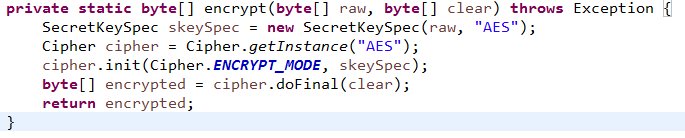 private static byte[] encrypt(byte[] raw, byte[] clear) throws Exception {
    SecretKeySpec skeySpec = new SecretKeySpec(raw, "AES");
    Cipher cipher = Cipher.getInstance("AES");
    cipher.init(Cipher.ENCRYPT_MODE, skeySpec);
    byte[] encrypted = cipher.doFinal(clear);
    return encrypted;
}